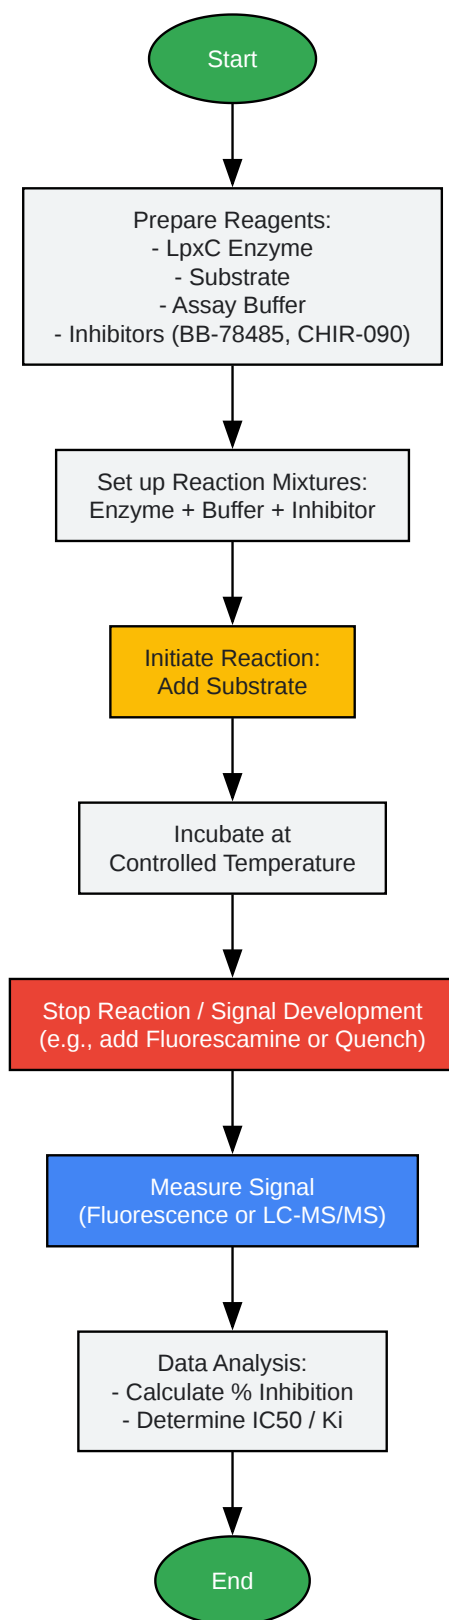 Start
Prepare Reagents:
- LpxC Enzyme
- Substrate
- Assay Buffer
- Inhibitors (BB-78485, CHIR-090)
Set up Reaction Mixtures:
Enzyme + Buffer + Inhibitor
Initiate Reaction:
Add Substrate
Incubate at
Controlled Temperature
Stop Reaction / Signal Development
(e.g., add Fluorescamine or Quench)
Measure Signal
(Fluorescence or LC-MS/MS)
Data Analysis:
- Calculate % Inhibition
- Determine IC50 / Ki
End